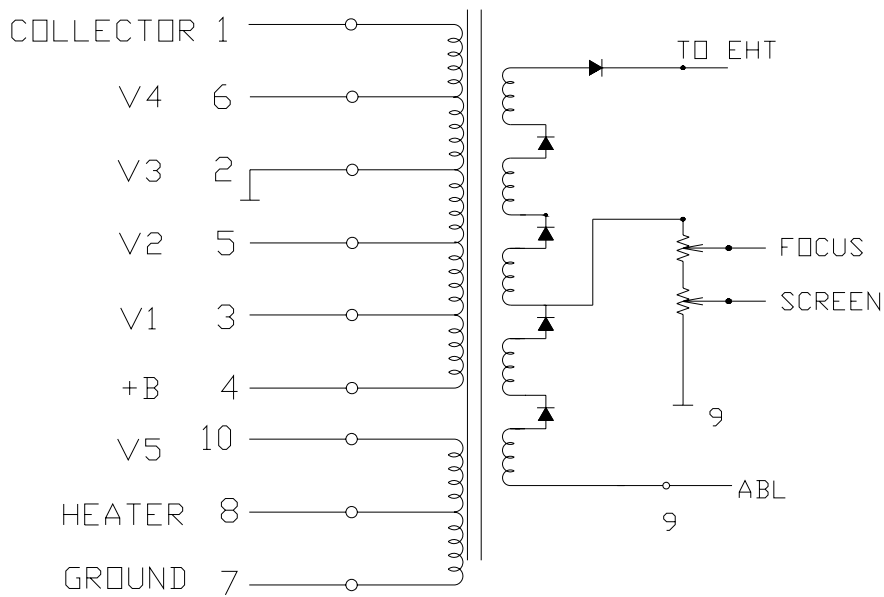 COLLECTOR 1
TO EHT
V4 6
V3 2
V2 5
FOCUS
V1 3
SCREEN
+B 4
9
V5 10
ABL
HEATER 8
9
GROUND 7